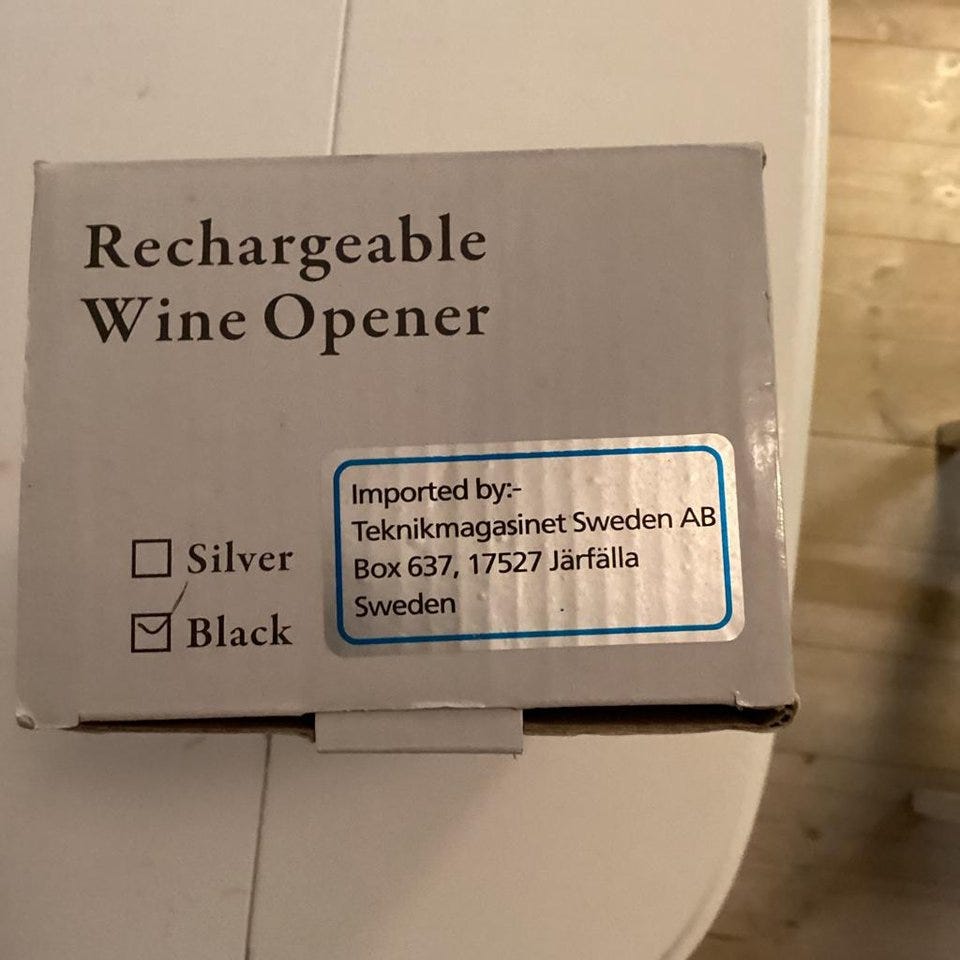 Rechargeable
Wine Opener
Silver
Black
Imported by:-
Teknikmagasinet Sweden AB
Box 637, 17527 Järfälla
Sweden